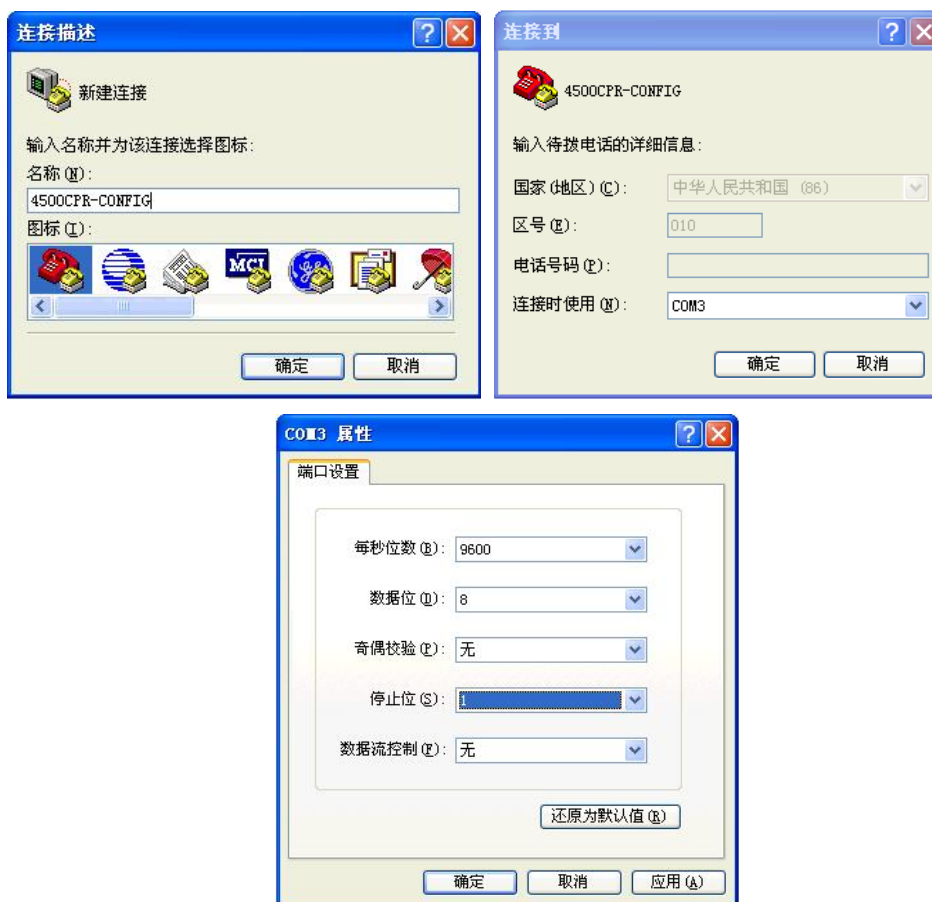 连接描述
新建连接
输入名称并为该连接选择图标:
名称(N):
4500CPR-CONFIG
图标(I):
MCI
确定
取消
连接到
4500CPR-CONFIG
输入待拨电话的详细信息:
国家(地区)(C): 中华人民共和国 (86)
区号(E): 010
电话号码(P):
连接时使用(N): COM3
确定
取消
COM3 属性
端口设置
每秒位数(B): 9600
数据位(D): 8
奇偶校验(P): 无
停止位(S): 1
数据流控制(F): 无
还原为默认值(R)
确定
取消
应用(A)